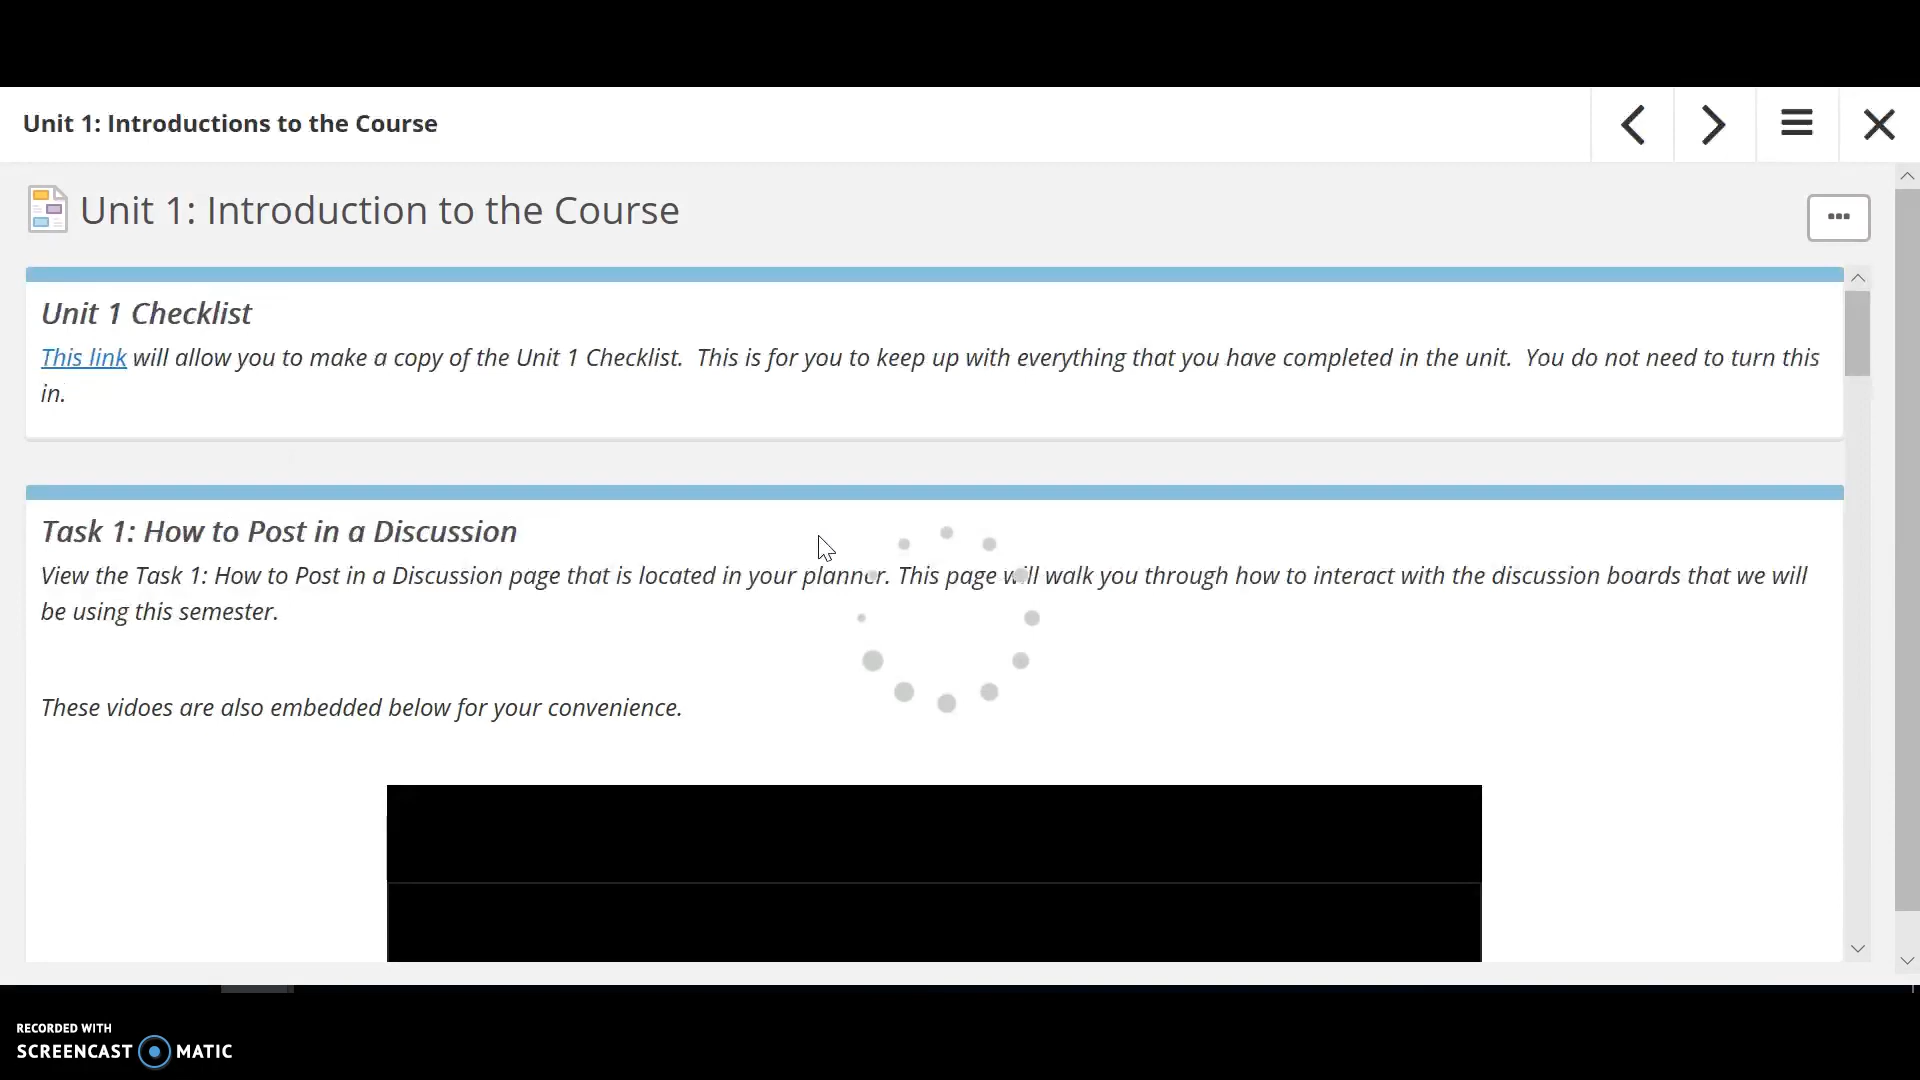 Unit 1: Introductions to the Course
Unit 1: Introduction to the Course
Unit 1 Checklist
This link will allow you to make a copy of the Unit 1 Checklist.  This is for you to keep up with everything that you have completed in the unit.  You do not need to turn this
in.
Task 1: How to Post in a Discussion
View the Task 1: How to Post in a Discussion page that is located in your planner. This page will walk you through how to interact with the discussion boards that we will
be using this semester.
These vidoes are also embedded below for your convenience.
RECORDED WITH
SCREENCAST MATIC